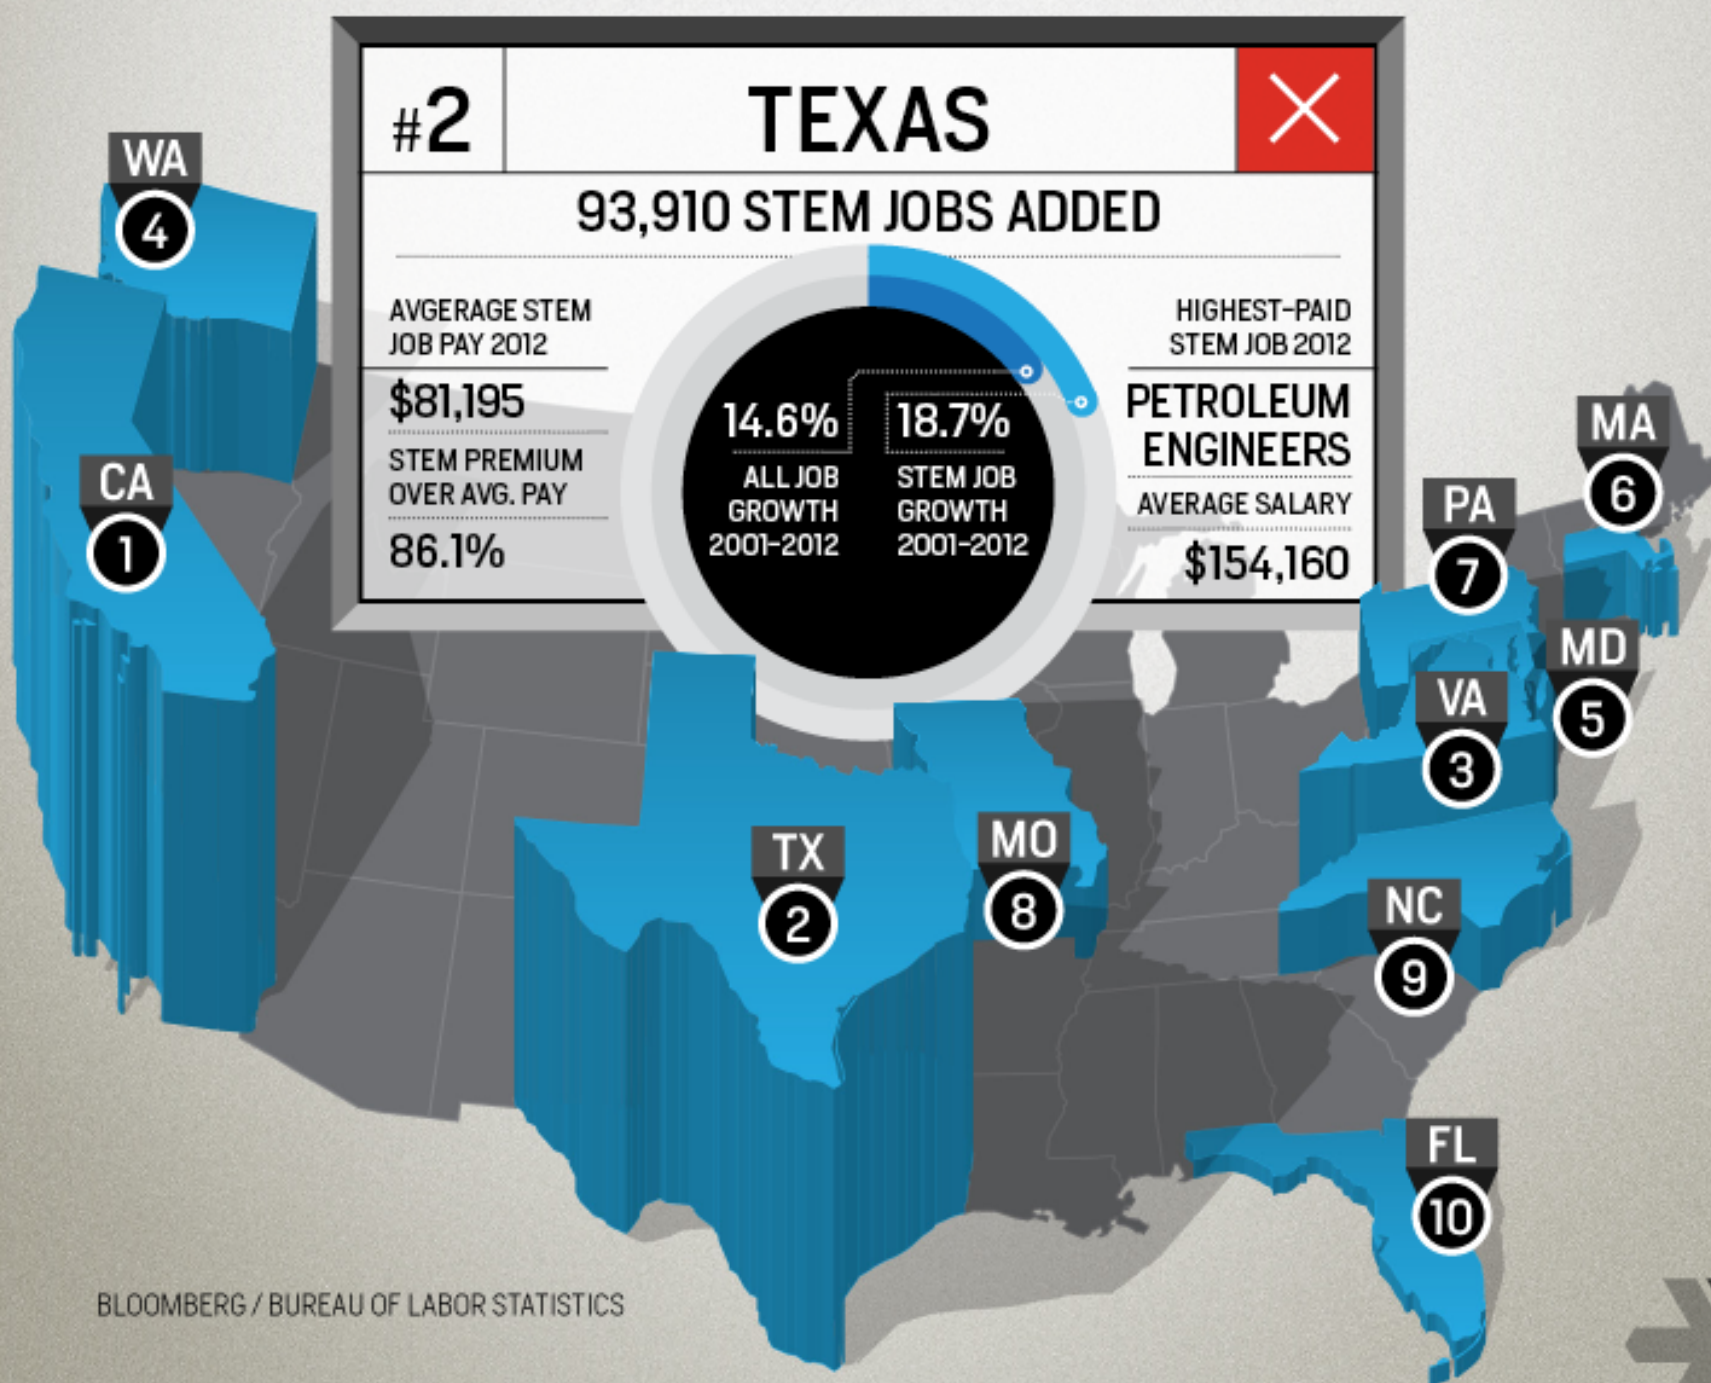 #2
TEXAS
93,910 STEM JOBS ADDED
AVGERAGE STEM
JOB PAY 2012
$81,195
STEM PREMIUM
OVER AVG. PAY
86.1%
14.6%
ALL JOB
GROWTH
2001-2012
18.7%
STEM JOB
GROWTH
2001-2012
HIGHEST-PAID
STEM JOB 2012
PETROLEUM
ENGINEERS
AVERAGE SALARY
$154,160
WA
4
CA
1
MA
6
PA
7
MD
5
VA
3
TX
2
MO
8
NC
9
FL
10
BLOOMBERG / BUREAU OF LABOR STATISTICS